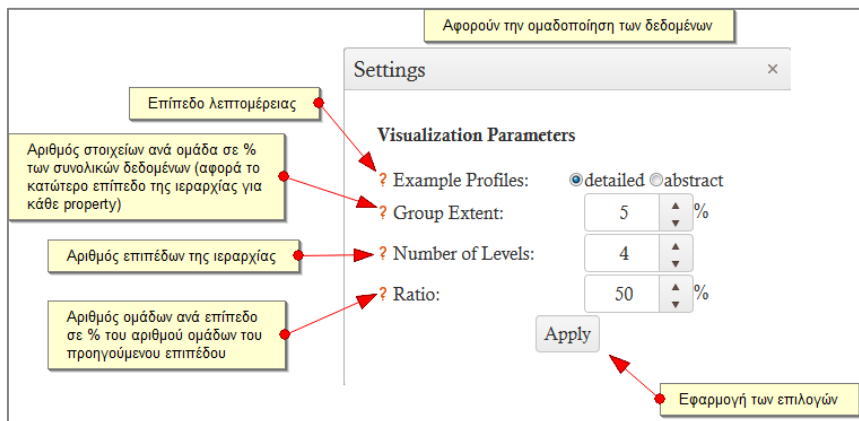 Αφορούν την ομαδοποίηση των δεδομένων
Settings
×
Επίπεδο λεπτομέρειας
Visualization Parameters
Αριθμός στοιχείων ανά ομάδα σε %
των συνολικών δεδομένων (αφορά το
κατώτερο επίπεδο της ιεραρχίας για
κάθε property)
? Example Profiles: detailed abstract
? Group Extent: 5 %
Αριθμός επιπέδων της ιεραρχίας
? Number of Levels: 4
? Ratio: 50 %
Αριθμός ομάδων ανά επίπεδο
σε % του αριθμού ομάδων του
προηγούμενου επιπέδου
Apply
Εφαρμογή των επιλογών